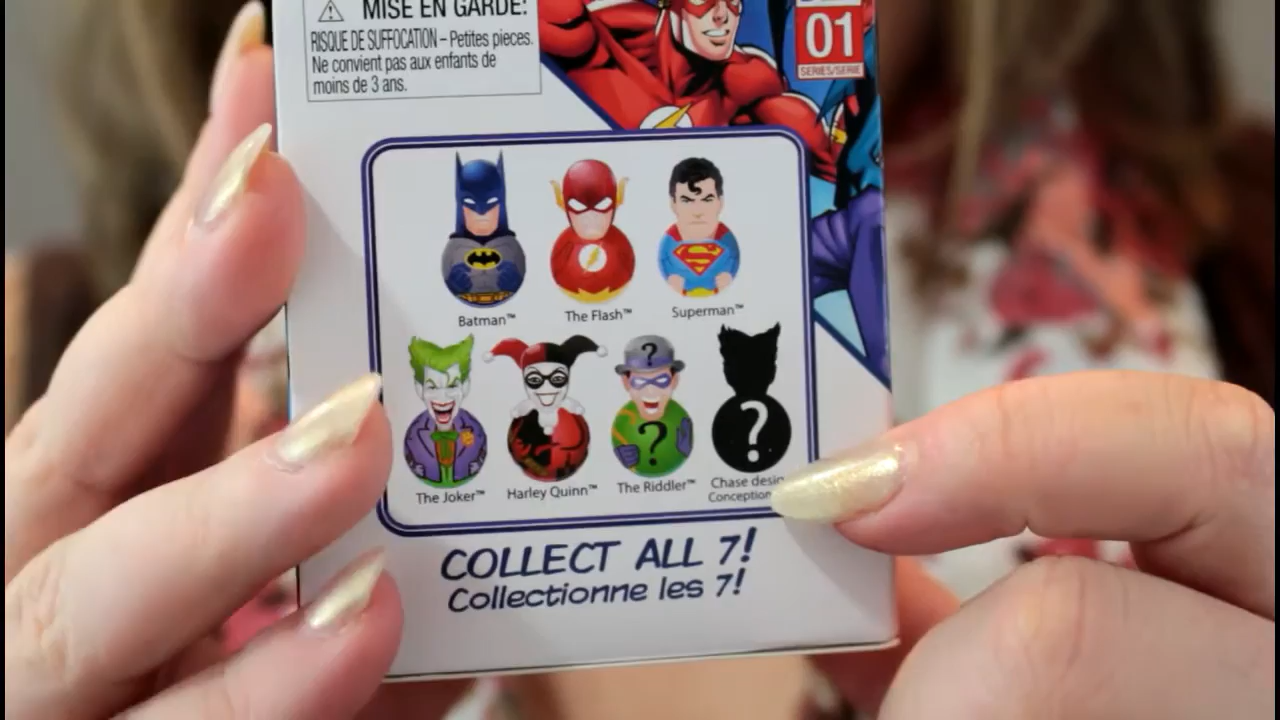 MISE EN GARDE:
RISQUE DE SUFFOCATION - Petites pieces.
Ne convient pas aux enfants de
moins de 3 ans.
01
SERIES/SÉRIE
Batman™
The Flash™
Superman™
The Joker™
Harley Quinn™
The Riddler™
Chase
Conception
?
?
?
COLLECT ALL 7!
Collectionne les 7!